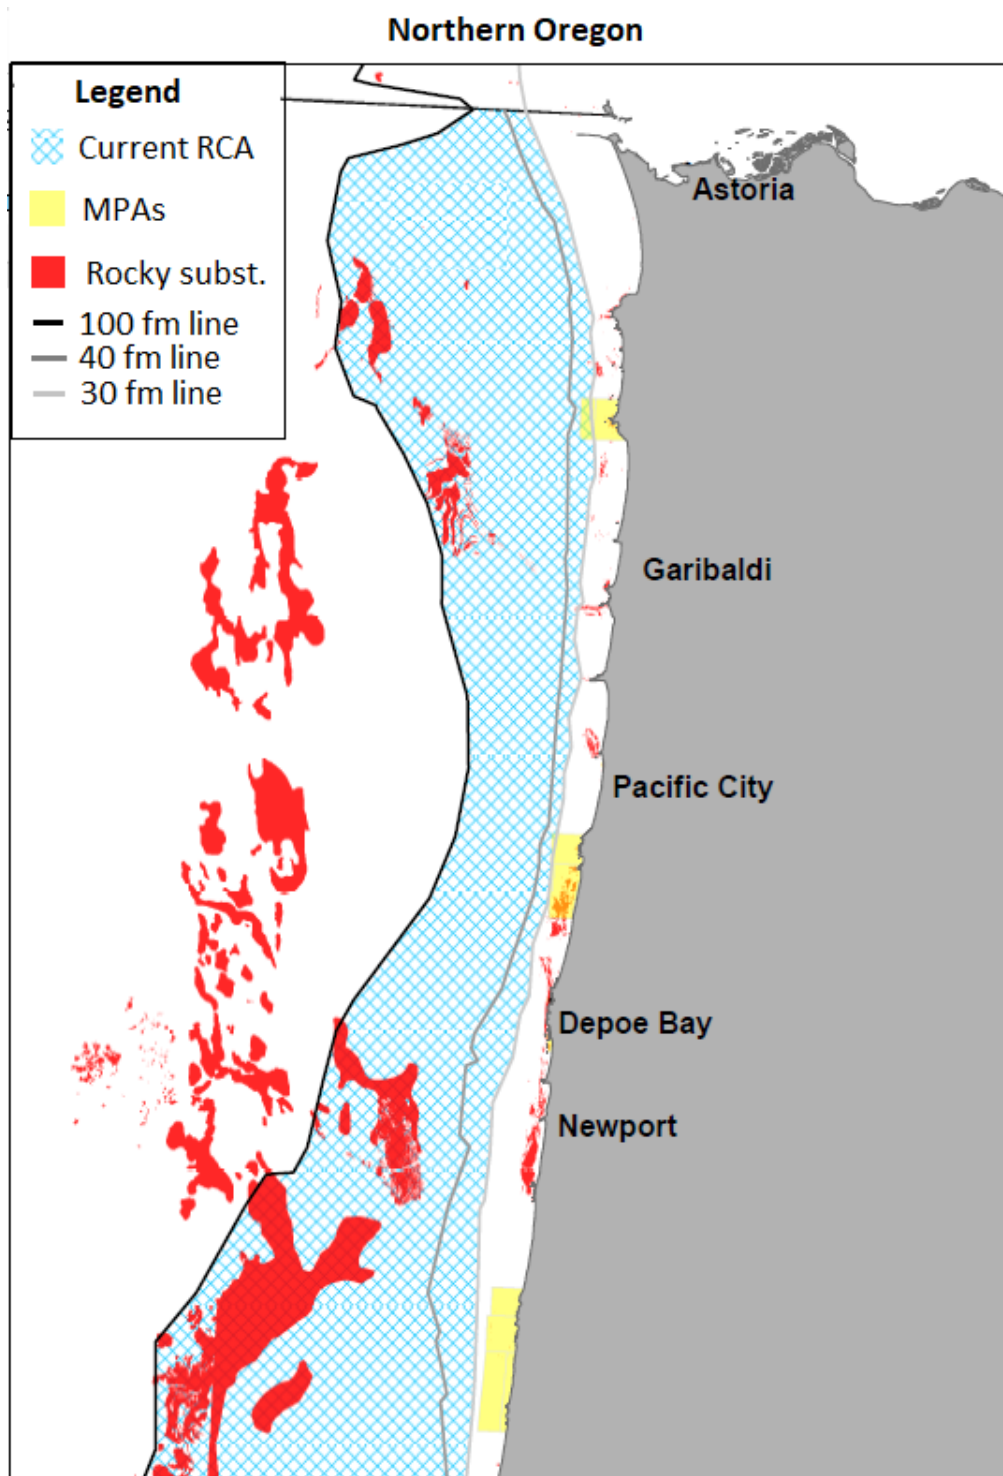 Northern Oregon
Legend
Current RCA
MPAs
Rocky subst.
100 fm line
40 fm line
30 fm line
Astoria
Garibaldi
Pacific City
Depoe Bay
Newport